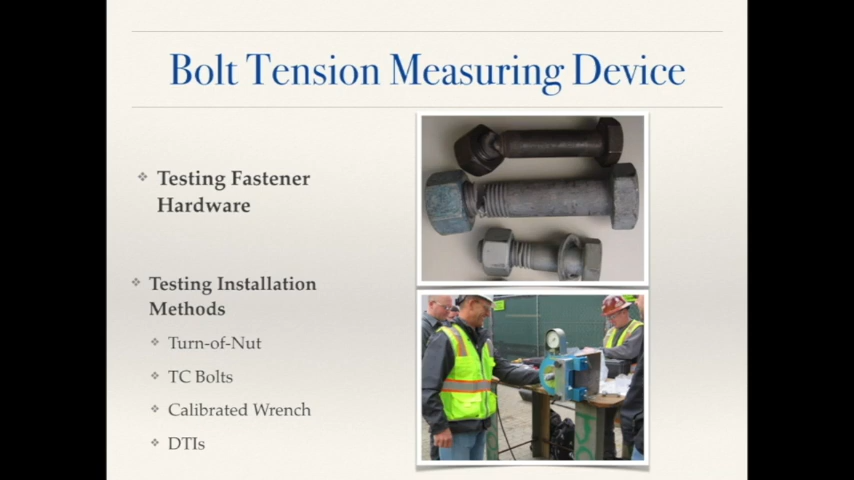 Bolt Tension Measuring Device
Testing Fastener
Hardware
Testing Installation
Methods
Turn-of-Nut
TC Bolts
Calibrated Wrench
DTIs